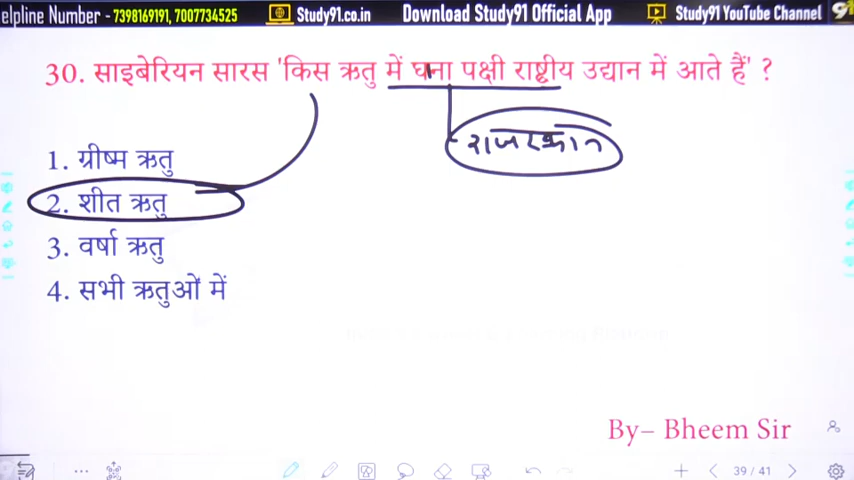 elpline Number - 7398169191, 7007734525 Study91.co.in Download Study91 Official App Study91 YouTube Channel 91
30. साइबेरियन सारस 'किस ऋतु में घना पक्षी राष्ट्रीय उद्यान में आते हैं' ?
राजस्थान
1. ग्रीष्म ऋतु
2. शीत ऋतु
3. वर्षा ऋतु
4. सभी ऋतुओं में
By– Bheem Sir
39 / 41